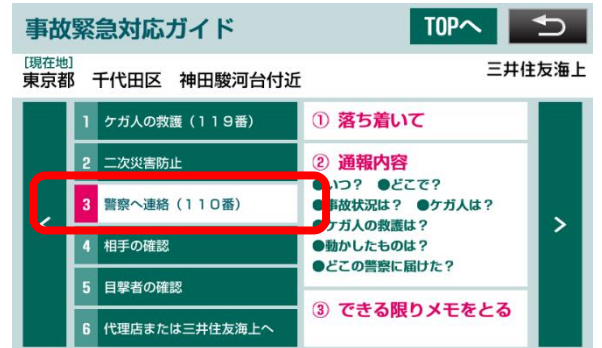 事故緊急対応ガイド
TOPへ
[現在地]
東京都 千代田区 神田駿河台付近
三井住友海上
1 ケガ人の救護（119番）
2 二次災害防止
3 警察へ連絡（110番）
4 相手の確認
5 目撃者の確認
6 代理店または三井住友海上へ
① 落ち着いて
② 通報内容
●いつ？ ●どこで？
●事故状況は？ ●ケガ人は？
●ケガ人の救護は？
●動かしたものは？
●どこの警察に届けた？
③ できる限りメモをとる